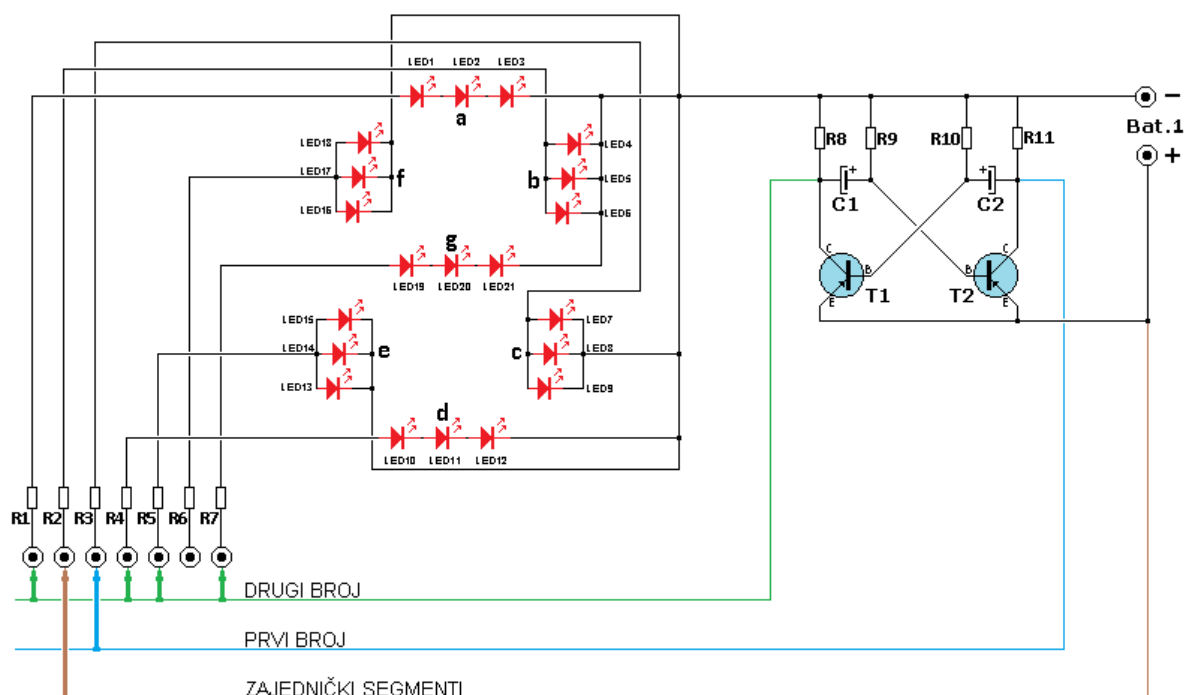 LED1 LED2 LED3
a
−
Bat.1
+
LED18
LED17
LED16
f
b
LED4
LED5
LED6
R8 R9 R10 R11
+ +
C1 C2
g
LED19 LED20 LED21
C B B C
T1 T2
E E
LED15
LED14
LED13
e
c
LED7
LED8
LED9
d
LED10 LED11 LED12
R1 R2 R3 R4 R5 R6 R7
DRUGI BROJ
PRVI BROJ
ZAJEDNIČKI SEGMENTI